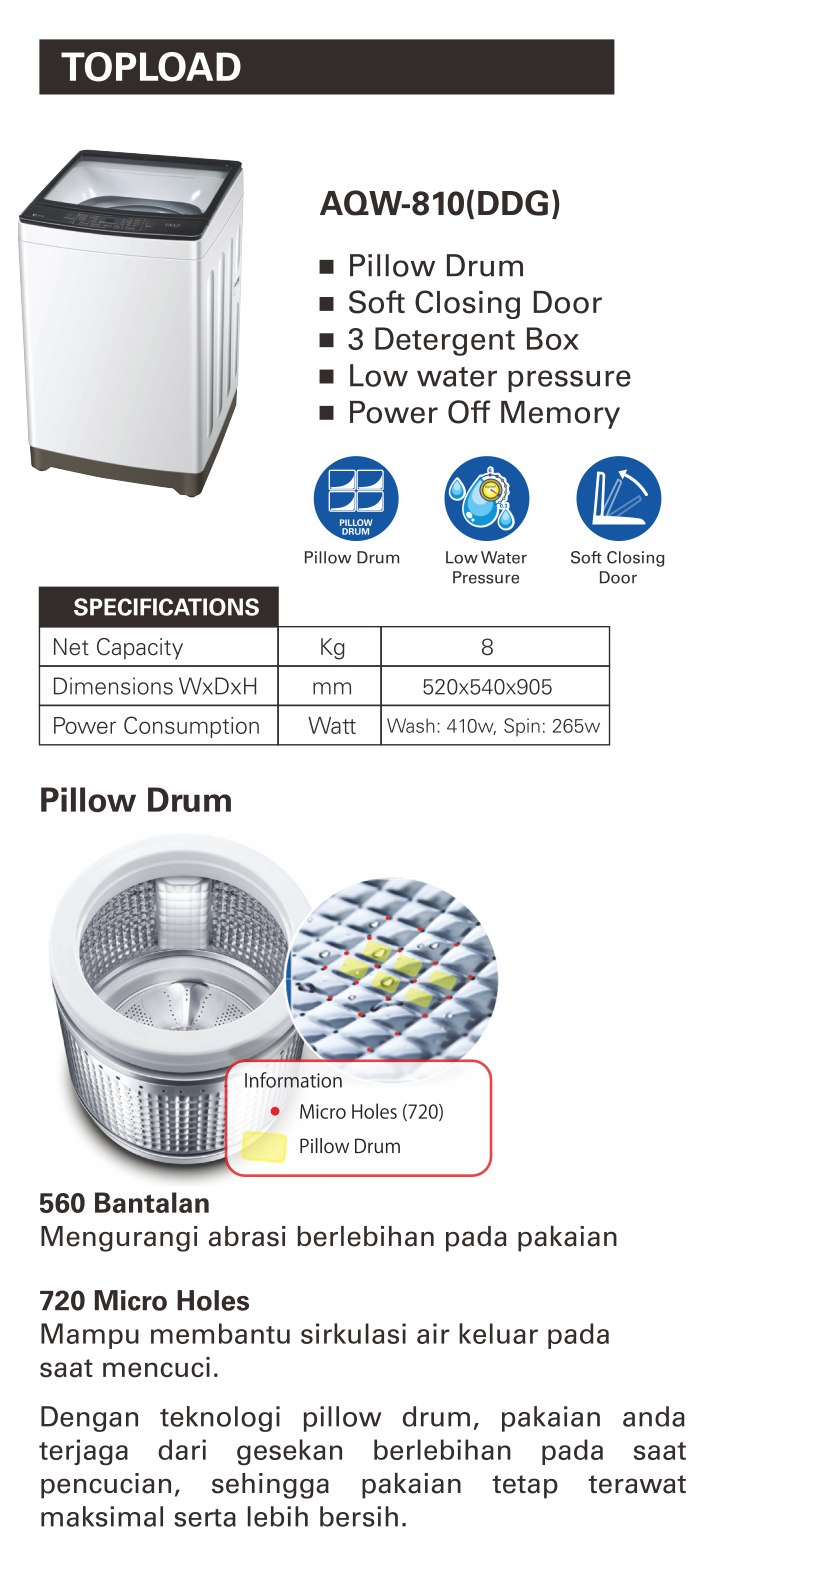 TOPLOAD
AQW-810(DDG)
Pillow Drum
Soft Closing Door
3 Detergent Box
Low water pressure
Power Off Memory
PILLOW
DRUM
Pillow Drum
Low Water
Pressure
Soft Closing
Door
SPECIFICATIONS
Net Capacity Kg 8
Dimensions WxDxH mm 520x540x905
Power Consumption Watt Wash: 410w, Spin: 265w
Pillow Drum
Information
Micro Holes (720)
Pillow Drum
560 Bantalan
Mengurangi abrasi berlebihan pada pakaian
720 Micro Holes
Mampu membantu sirkulasi air keluar pada
saat mencuci.
Dengan teknologi pillow drum, pakaian anda
terjaga dari gesekan berlebihan pada saat
pencucian, sehingga pakaian tetap terawat
maksimal serta lebih bersih.